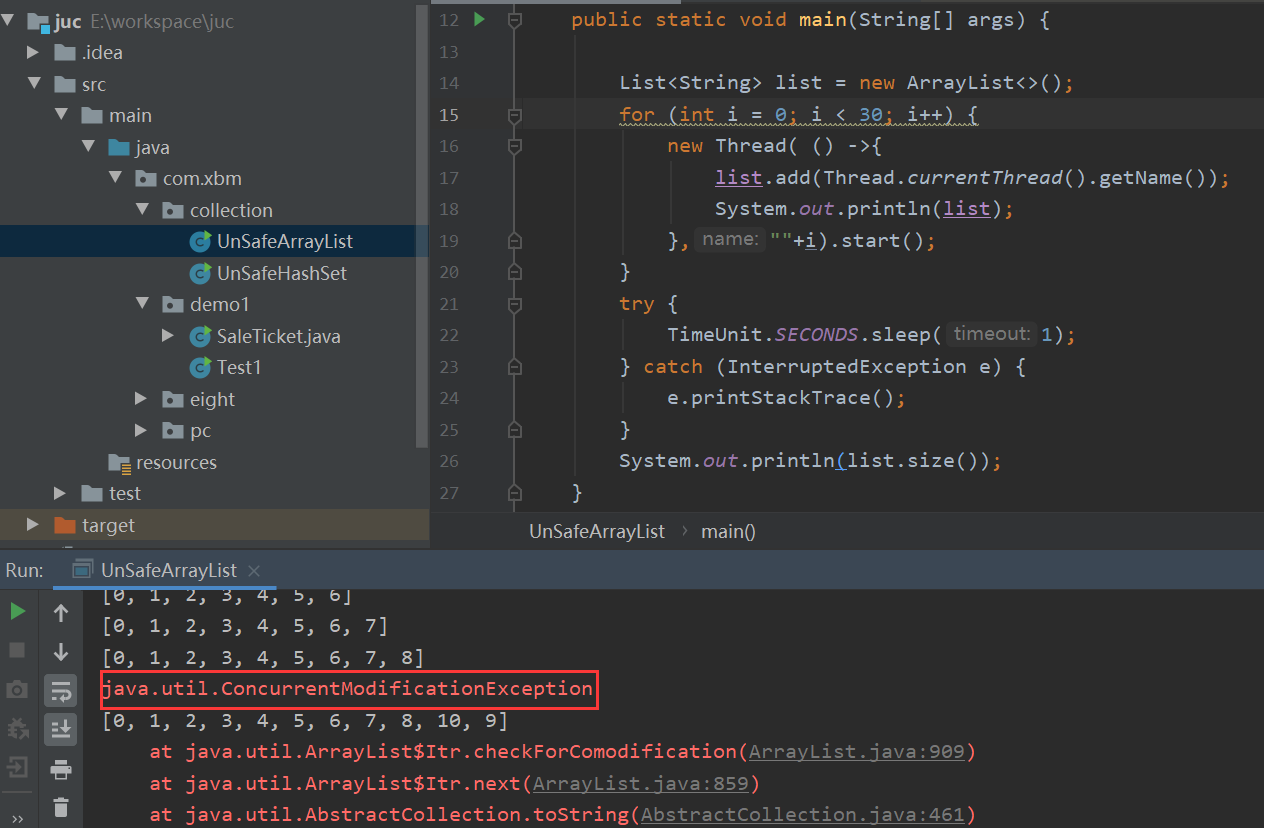 juc E:\workspace\juc
.idea
src
main
java
com.xbm
collection
UnSafeArrayList
UnSafeHashSet
demo1
SaleTicket.java
Test1
eight
pc
resources
test
target
12 public static void main(String[] args) {
13
14 List<String> list = new ArrayList<>();
15 for (int i = 0; i < 30; i++) {
16 new Thread( () ->{
17 list.add(Thread.currentThread().getName());
18 System.out.println(list);
19 }, name: ""+i).start();
20 }
21 try {
22 TimeUnit.SECONDS.sleep( timeout: 1);
23 } catch (InterruptedException e) {
24 e.printStackTrace();
25 }
26 System.out.println(list.size());
27 }
UnSafeArrayList › main()
Run: UnSafeArrayList ×
[0, 1, 2, 3, 4, 5, 6]
[0, 1, 2, 3, 4, 5, 6, 7]
[0, 1, 2, 3, 4, 5, 6, 7, 8]
java.util.ConcurrentModificationException
[0, 1, 2, 3, 4, 5, 6, 7, 8, 10, 9]
at java.util.ArrayList$Itr.checkForComodification(ArrayList.java:909)
at java.util.ArrayList$Itr.next(ArrayList.java:859)
at java.util.AbstractCollection.toString(AbstractCollection.java:461)